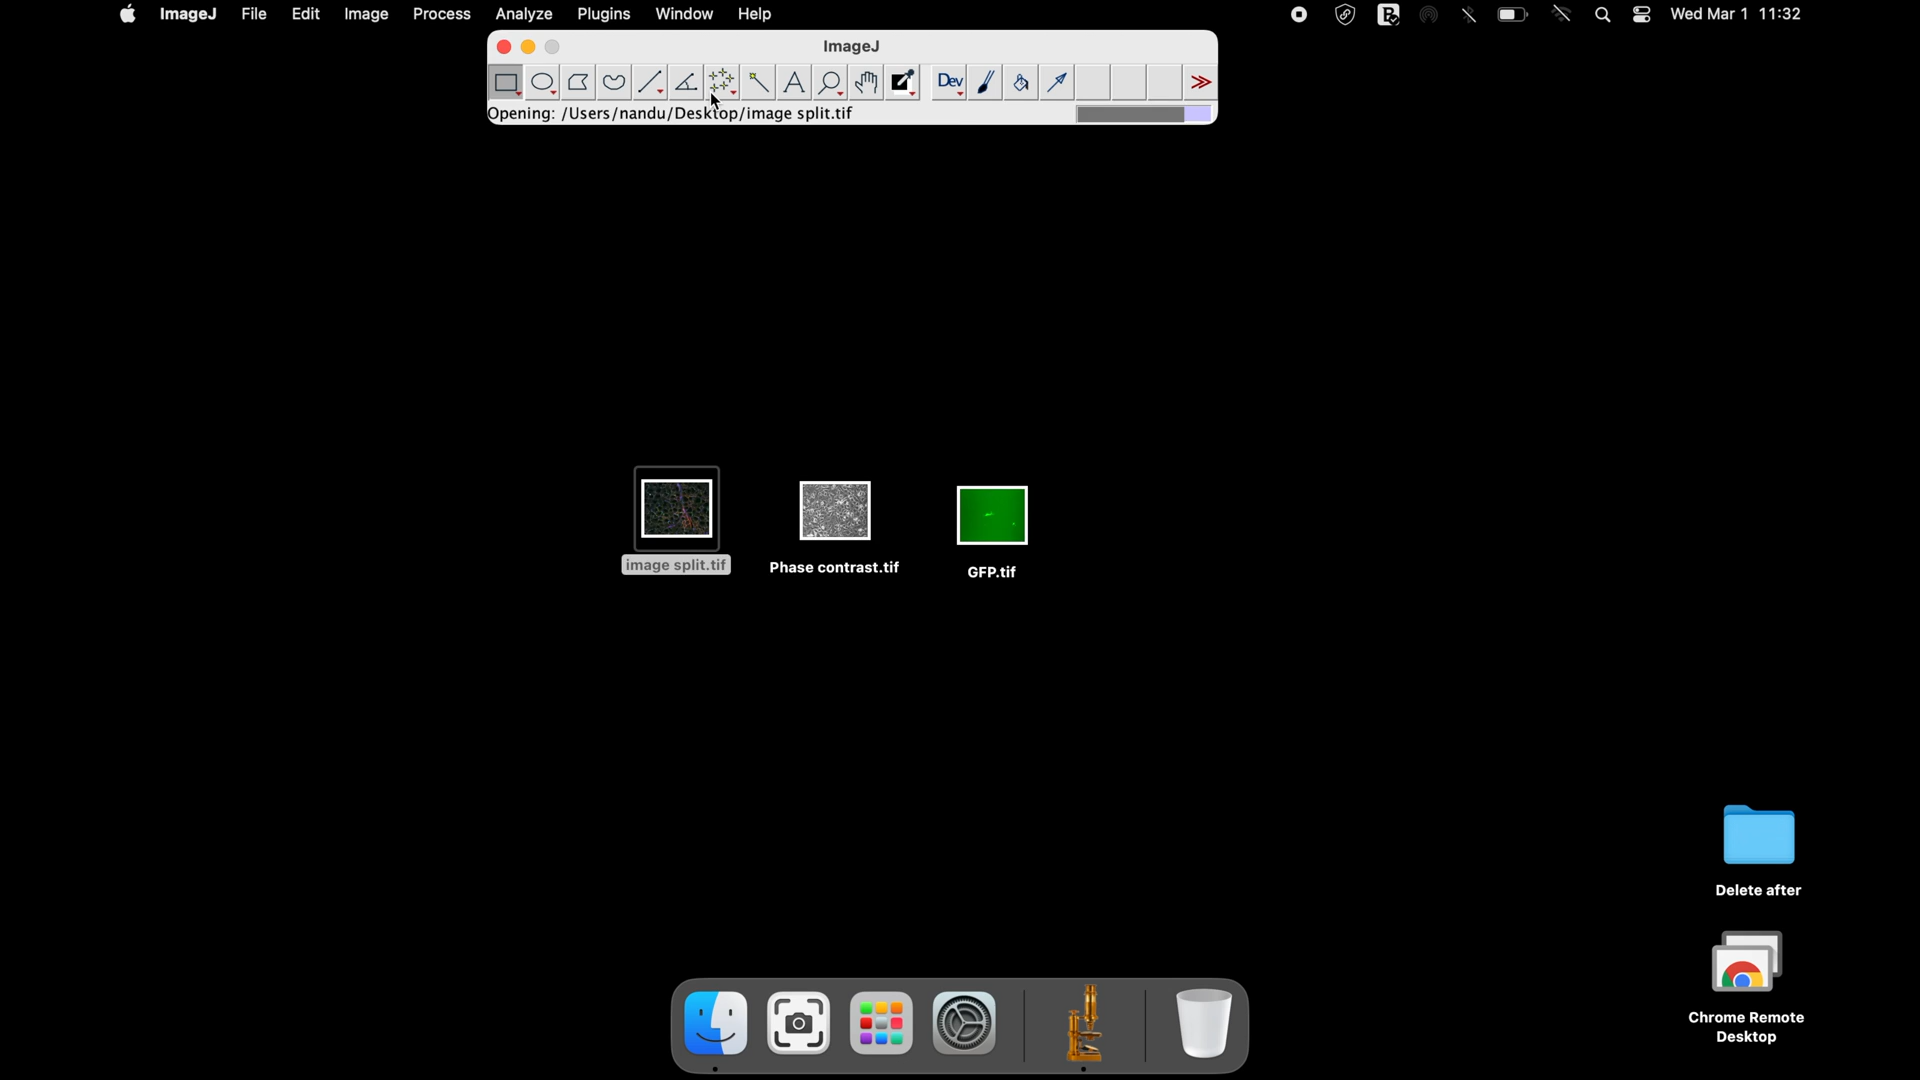 ImageJ File Edit Image Process Analyze Plugins Window Help Wed Mar 1 11:32
ImageJ
Dev
Opening: /Users/nandu/Desktop/image split.tif
image split.tif
Phase contrast.tif
GFP.tif
Delete after
Chrome Remote
Desktop